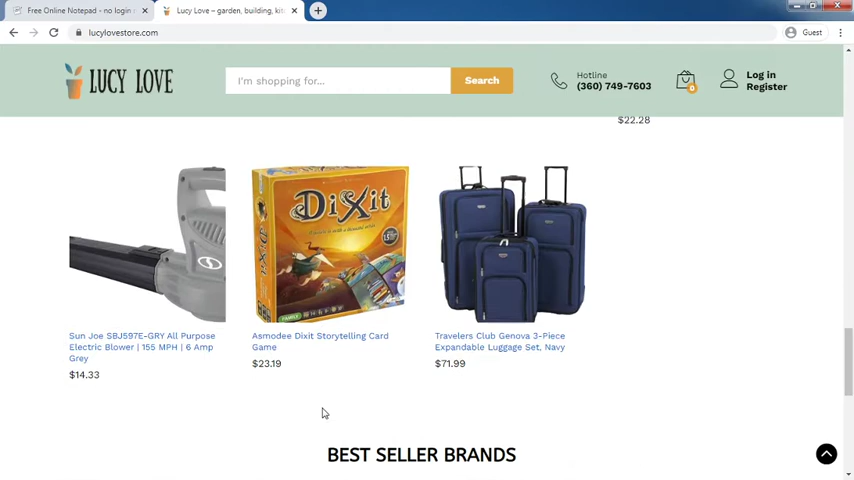 Free Online Notepad - no login r
Lucy Love – garden, building, kit
lucylovestore.com
Guest
LUCY LOVE
I'm shopping for...
Search
Hotline
(360) 749-7603
0
Log in
Register
$22.28
DiXit
FAMILY
Sun Joe SBJ597E-GRY All Purpose
Electric Blower | 155 MPH | 6 Amp
Grey
$14.33
Asmodee Dixit Storytelling Card
Game
$23.19
Travelers Club Genova 3-Piece
Expandable Luggage Set, Navy
$71.99
BEST SELLER BRANDS